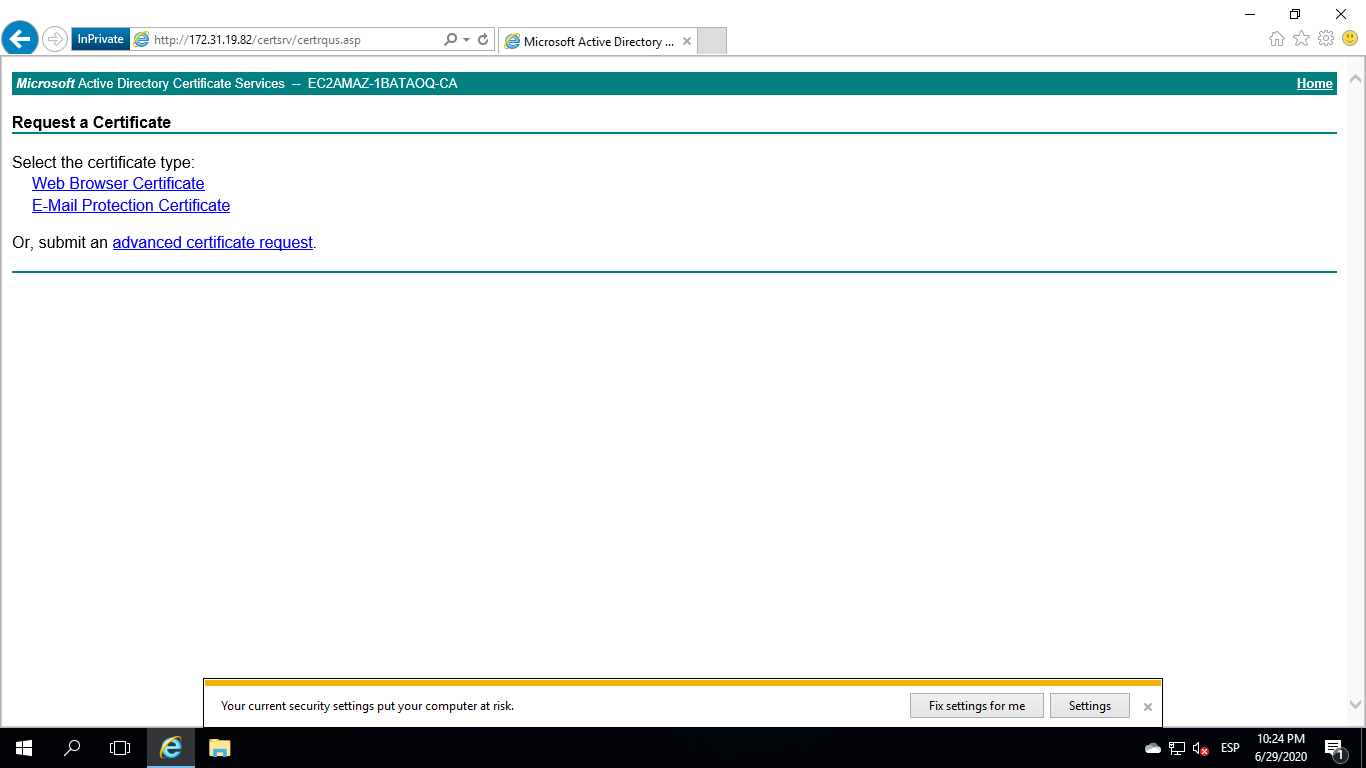 InPrivate
http://172.31.19.82/certsrv/certrqus.asp
Microsoft Active Directory ...
Microsoft Active Directory Certificate Services -- EC2AMAZ-1BATAOQ-CA
Home
Request a Certificate
Select the certificate type:
Web Browser Certificate
E-Mail Protection Certificate
Or, submit an advanced certificate request.
Your current security settings put your computer at risk.
Fix settings for me
Settings
ESP
10:24 PM
6/29/2020
1